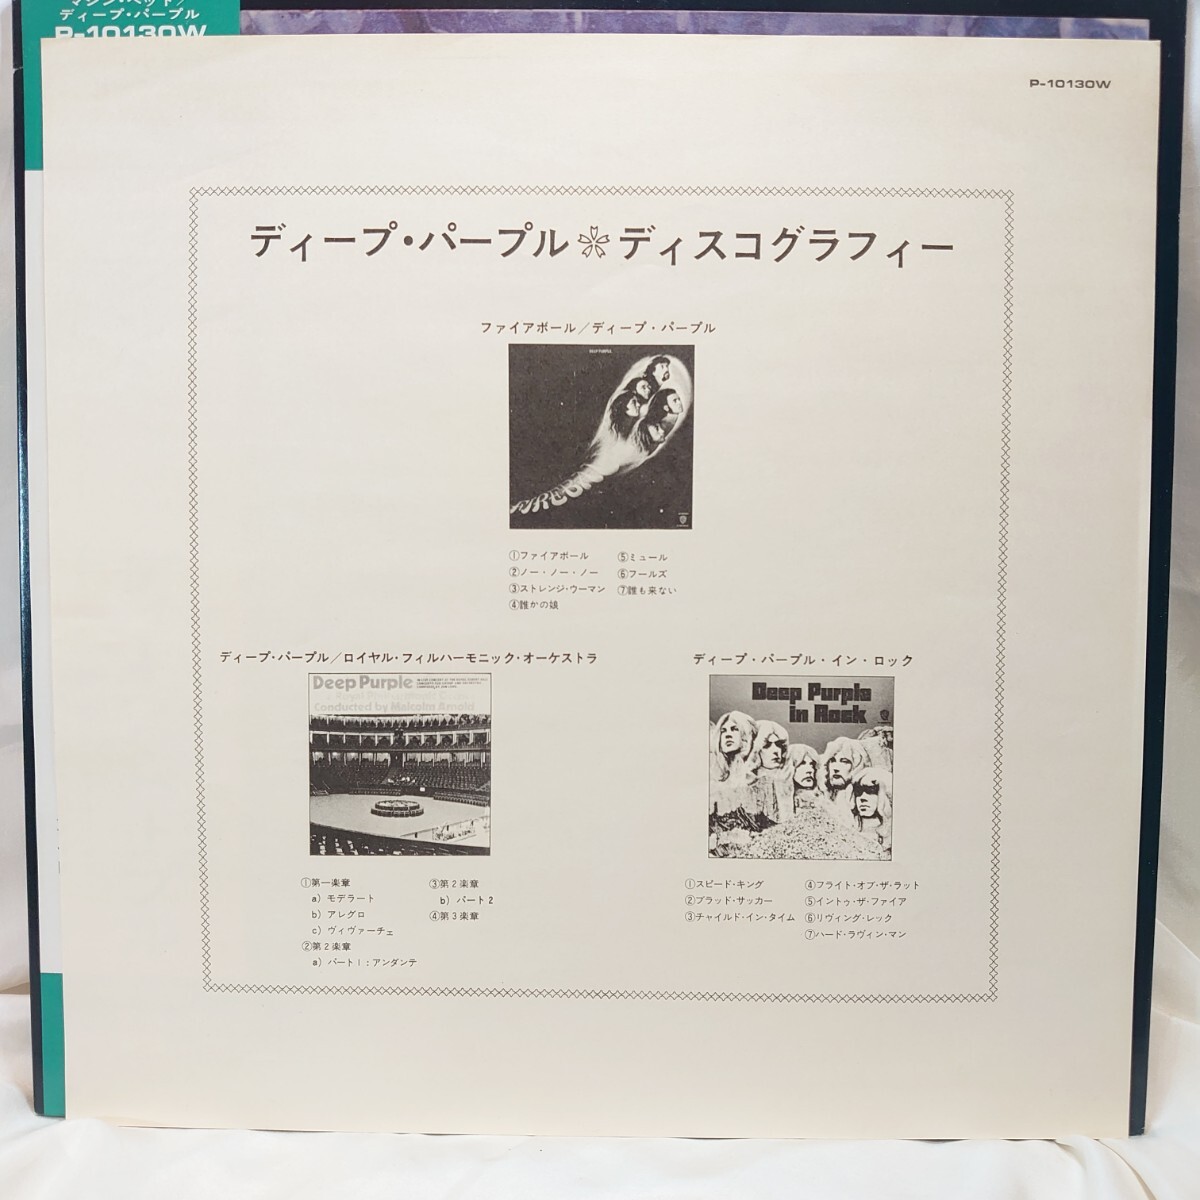 マシン・ヘッド/
ディープ・パープル
P-10130W
P-10130W
ディープ・パープル❊ディスコグラフィー
ファイアボール/ディープ・パープル
DEEP PURPLE
FIREBALL
①ファイアボール
②ノー・ノー・ノー
③ストレンジ・ウーマン
④誰かの娘
⑤ミュール
⑥フールズ
⑦誰も来ない
ディープ・パープル/ロイヤル・フィルハーモニック・オーケストラ
Deep Purple
Conducted by Malcolm Arnold
①第一楽章
a) モデラート
b) アレグロ
c) ヴィヴァーチェ
②第2楽章
a) パート1:アンダンテ
③第2楽章
b) パート2
④第3楽章
ディープ・パープル・イン・ロック
Deep Purple
in Rock
①スピード・キング
②ブラッド・サッカー
③チャイルド・イン・タイム
④フライト・オブ・ザ・ラット
⑤イントゥ・ザ・ファイア
⑥リヴィング・レック
⑦ハード・ラヴィン・マン